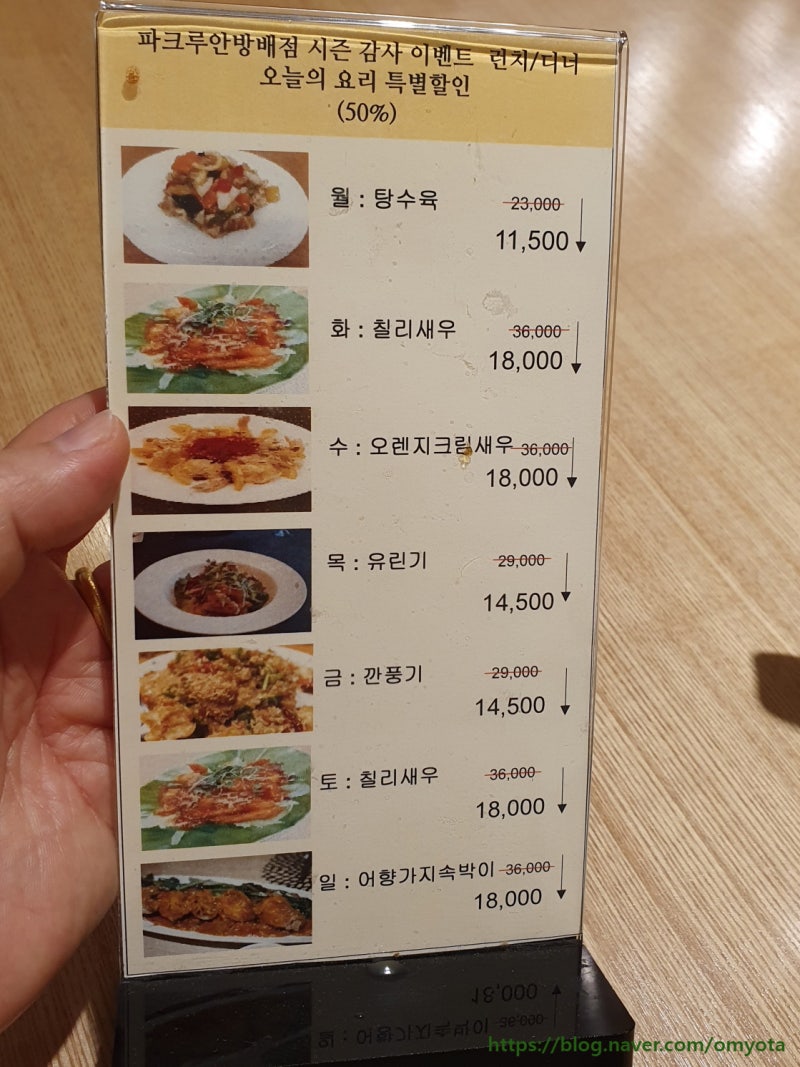 파크루안방배점 시즌 감사 이벤트 런치/디너
오늘의 요리 특별할인
(50%)
월 : 탕수육 23,000
11,500
화 : 칠리새우 36,000
18,000
수 : 오렌지크림새우 36,000
18,000
목 : 유린기 29,000
14,500
금 : 깐풍기 29,000
14,500
토 : 칠리새우 36,000
18,000
일 : 어향가지속박이 36,000
18,000
https://blog.naver.com/omyota